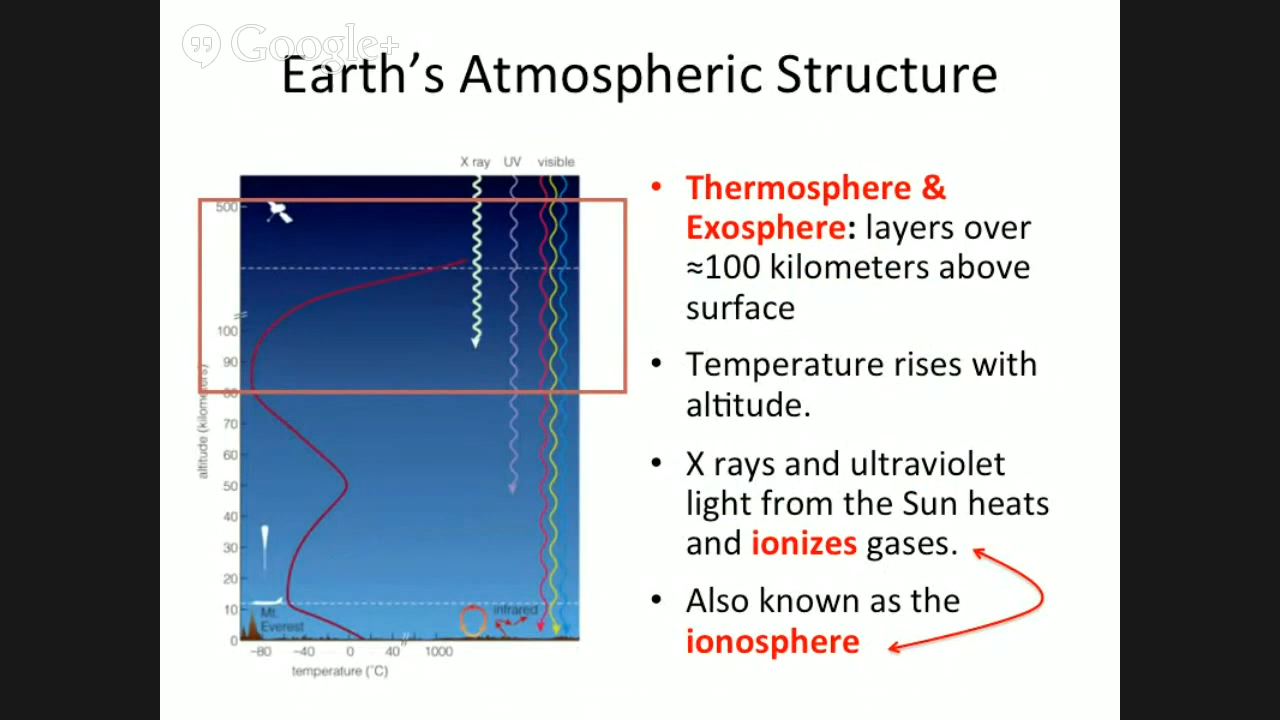 Google+
Earth's Atmospheric Structure
X ray UV visible
500
100
90
80
70
60
50
40
30
20
10
0
altitude (kilometers)
Mt.
Everest
infrared
−80 −40 0 40 1000
temperature (˚C)
• Thermosphere &
Exosphere: layers over
≈100 kilometers above
surface
• Temperature rises with
altitude.
• X rays and ultraviolet
light from the Sun heats
and ionizes gases.
• Also known as the
ionosphere